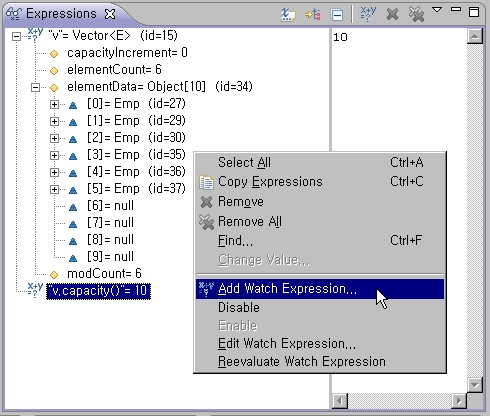 Expressions
"v"= Vector<E> (id=15)
capacityIncrement= 0
elementCount= 6
elementData= Object[10] (id=34)
[0]= Emp (id=27)
[1]= Emp (id=29)
[2]= Emp (id=30)
[3]= Emp (id=35)
[4]= Emp (id=36)
[5]= Emp (id=37)
[6]= null
[7]= null
[8]= null
[9]= null
modCount= 6
"v.capacity()"= 10
10
Select All Ctrl+A
Copy Expressions Ctrl+C
Remove
Remove All
Find... Ctrl+F
Change Value...
Add Watch Expression...
Disable
Enable
Edit Watch Expression...
Reevaluate Watch Expression